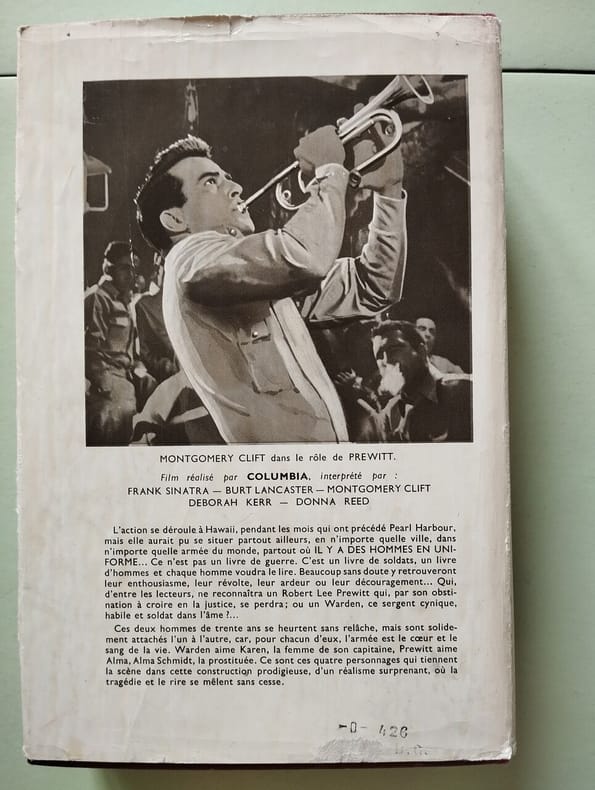 MONTGOMERY CLIFT dans le rôle de PREWITT.
Film réalisé par COLUMBIA, interprété par :
FRANK SINATRA — BURT LANCASTER — MONTGOMERY CLIFT
DEBORAH KERR — DONNA REED
L'action se déroule à Hawaii, pendant les mois qui ont précédé Pearl Harbour,
mais elle aurait pu se situer partout ailleurs, en n'importe quelle ville, dans
n'importe quelle armée du monde, partout où IL Y A DES HOMMES EN UNI-
FORME... Ce n'est pas un livre de guerre. C'est un livre de soldats, un livre
d'hommes et chaque homme voudra le lire. Beaucoup sans doute y retrouveront
leur enthousiasme, leur révolte, leur ardeur ou leur découragement... Qui,
d'entre les lecteurs, ne reconnaîtra un Robert Lee Prewitt qui, par son obsti-
nation à croire en la justice, se perdra; ou un Warden, ce sergent cynique,
habile et soldat dans l'âme ?...
Ces deux hommes de trente ans se heurtent sans relâche, mais sont solide-
ment attachés l'un à l'autre, car, pour chacun d'eux, l'armée est le cœur et le
sang de la vie. Warden aime Karen, la femme de son capitaine, Prewitt aime
Alma, Alma Schmidt, la prostituée. Ce sont ces quatre personnages qui tiennent
la scène dans cette construction prodigieuse, d'un réalisme surprenant, où la
tragédie et le rire se mêlent sans cesse.
-0- 426